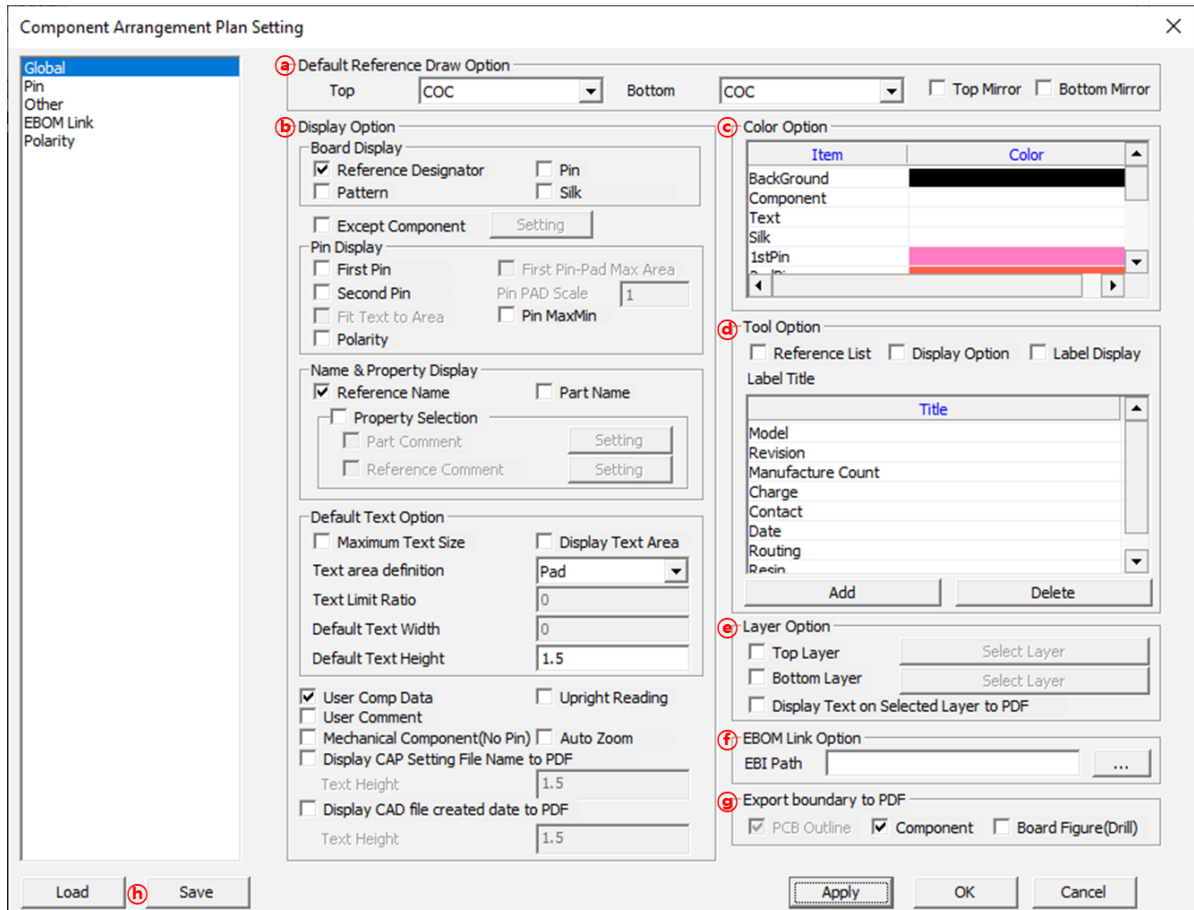 Component Arrangement Plan Setting
Global
Pin
Other
EBOM Link
Polarity
ⓐ Default Reference Draw Option
Top COC Bottom COC Top Mirror Bottom Mirror
ⓑ Display Option
Board Display
Reference Designator Pin
Pattern Silk
Except Component Setting
Pin Display
First Pin First Pin-Pad Max Area
Second Pin Pin PAD Scale 1
Fit Text to Area Pin MaxMin
Polarity
Name & Property Display
Reference Name Part Name
Property Selection
Part Comment Setting
Reference Comment Setting
Default Text Option
Maximum Text Size Display Text Area
Text area definition Pad
Text Limit Ratio 0
Default Text Width 0
Default Text Height 1.5
User Comp Data Upright Reading
User Comment
Mechanical Component(No Pin) Auto Zoom
Display CAP Setting File Name to PDF
Text Height 1.5
Display CAD file created date to PDF
Text Height 1.5
ⓒ Color Option
Item Color
BackGround
Component
Text
Silk
1stPin
ⓓ Tool Option
Reference List Display Option Label Display
Label Title
Title
Model
Revision
Manufacture Count
Charge
Contact
Date
Routing
Resin
Add Delete
ⓔ Layer Option
Top Layer Select Layer
Bottom Layer Select Layer
Display Text on Selected Layer to PDF
ⓕ EBOM Link Option
EBI Path ...
ⓖ Export boundary to PDF
PCB Outline Component Board Figure(Drill)
Load ⓗ Save Apply OK Cancel